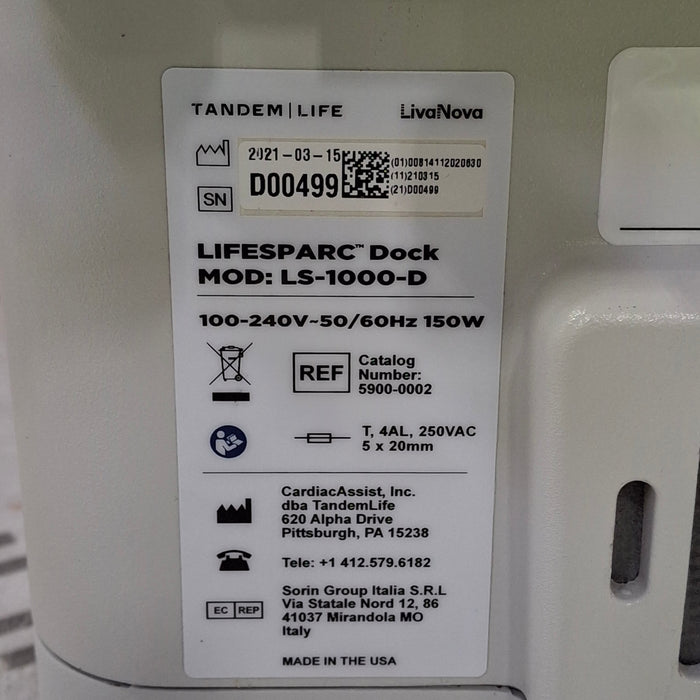 TANDEM|LIFE LivaNova
2021-03-15
(01)00814112020630
(11)210315
(21)D00499
SN D00499
LIFESPARC™ Dock
MOD: LS-1000-D
100-240V~50/60Hz 150W
REF Catalog
Number:
5900-0002
T, 4AL, 250VAC
5 x 20mm
CardiacAssist, Inc.
dba TandemLife
620 Alpha Drive
Pittsburgh, PA 15238
Tele: +1 412.579.6182
EC REP
Sorin Group Italia S.R.L
Via Statale Nord 12, 86
41037 Mirandola MO
Italy
MADE IN THE USA